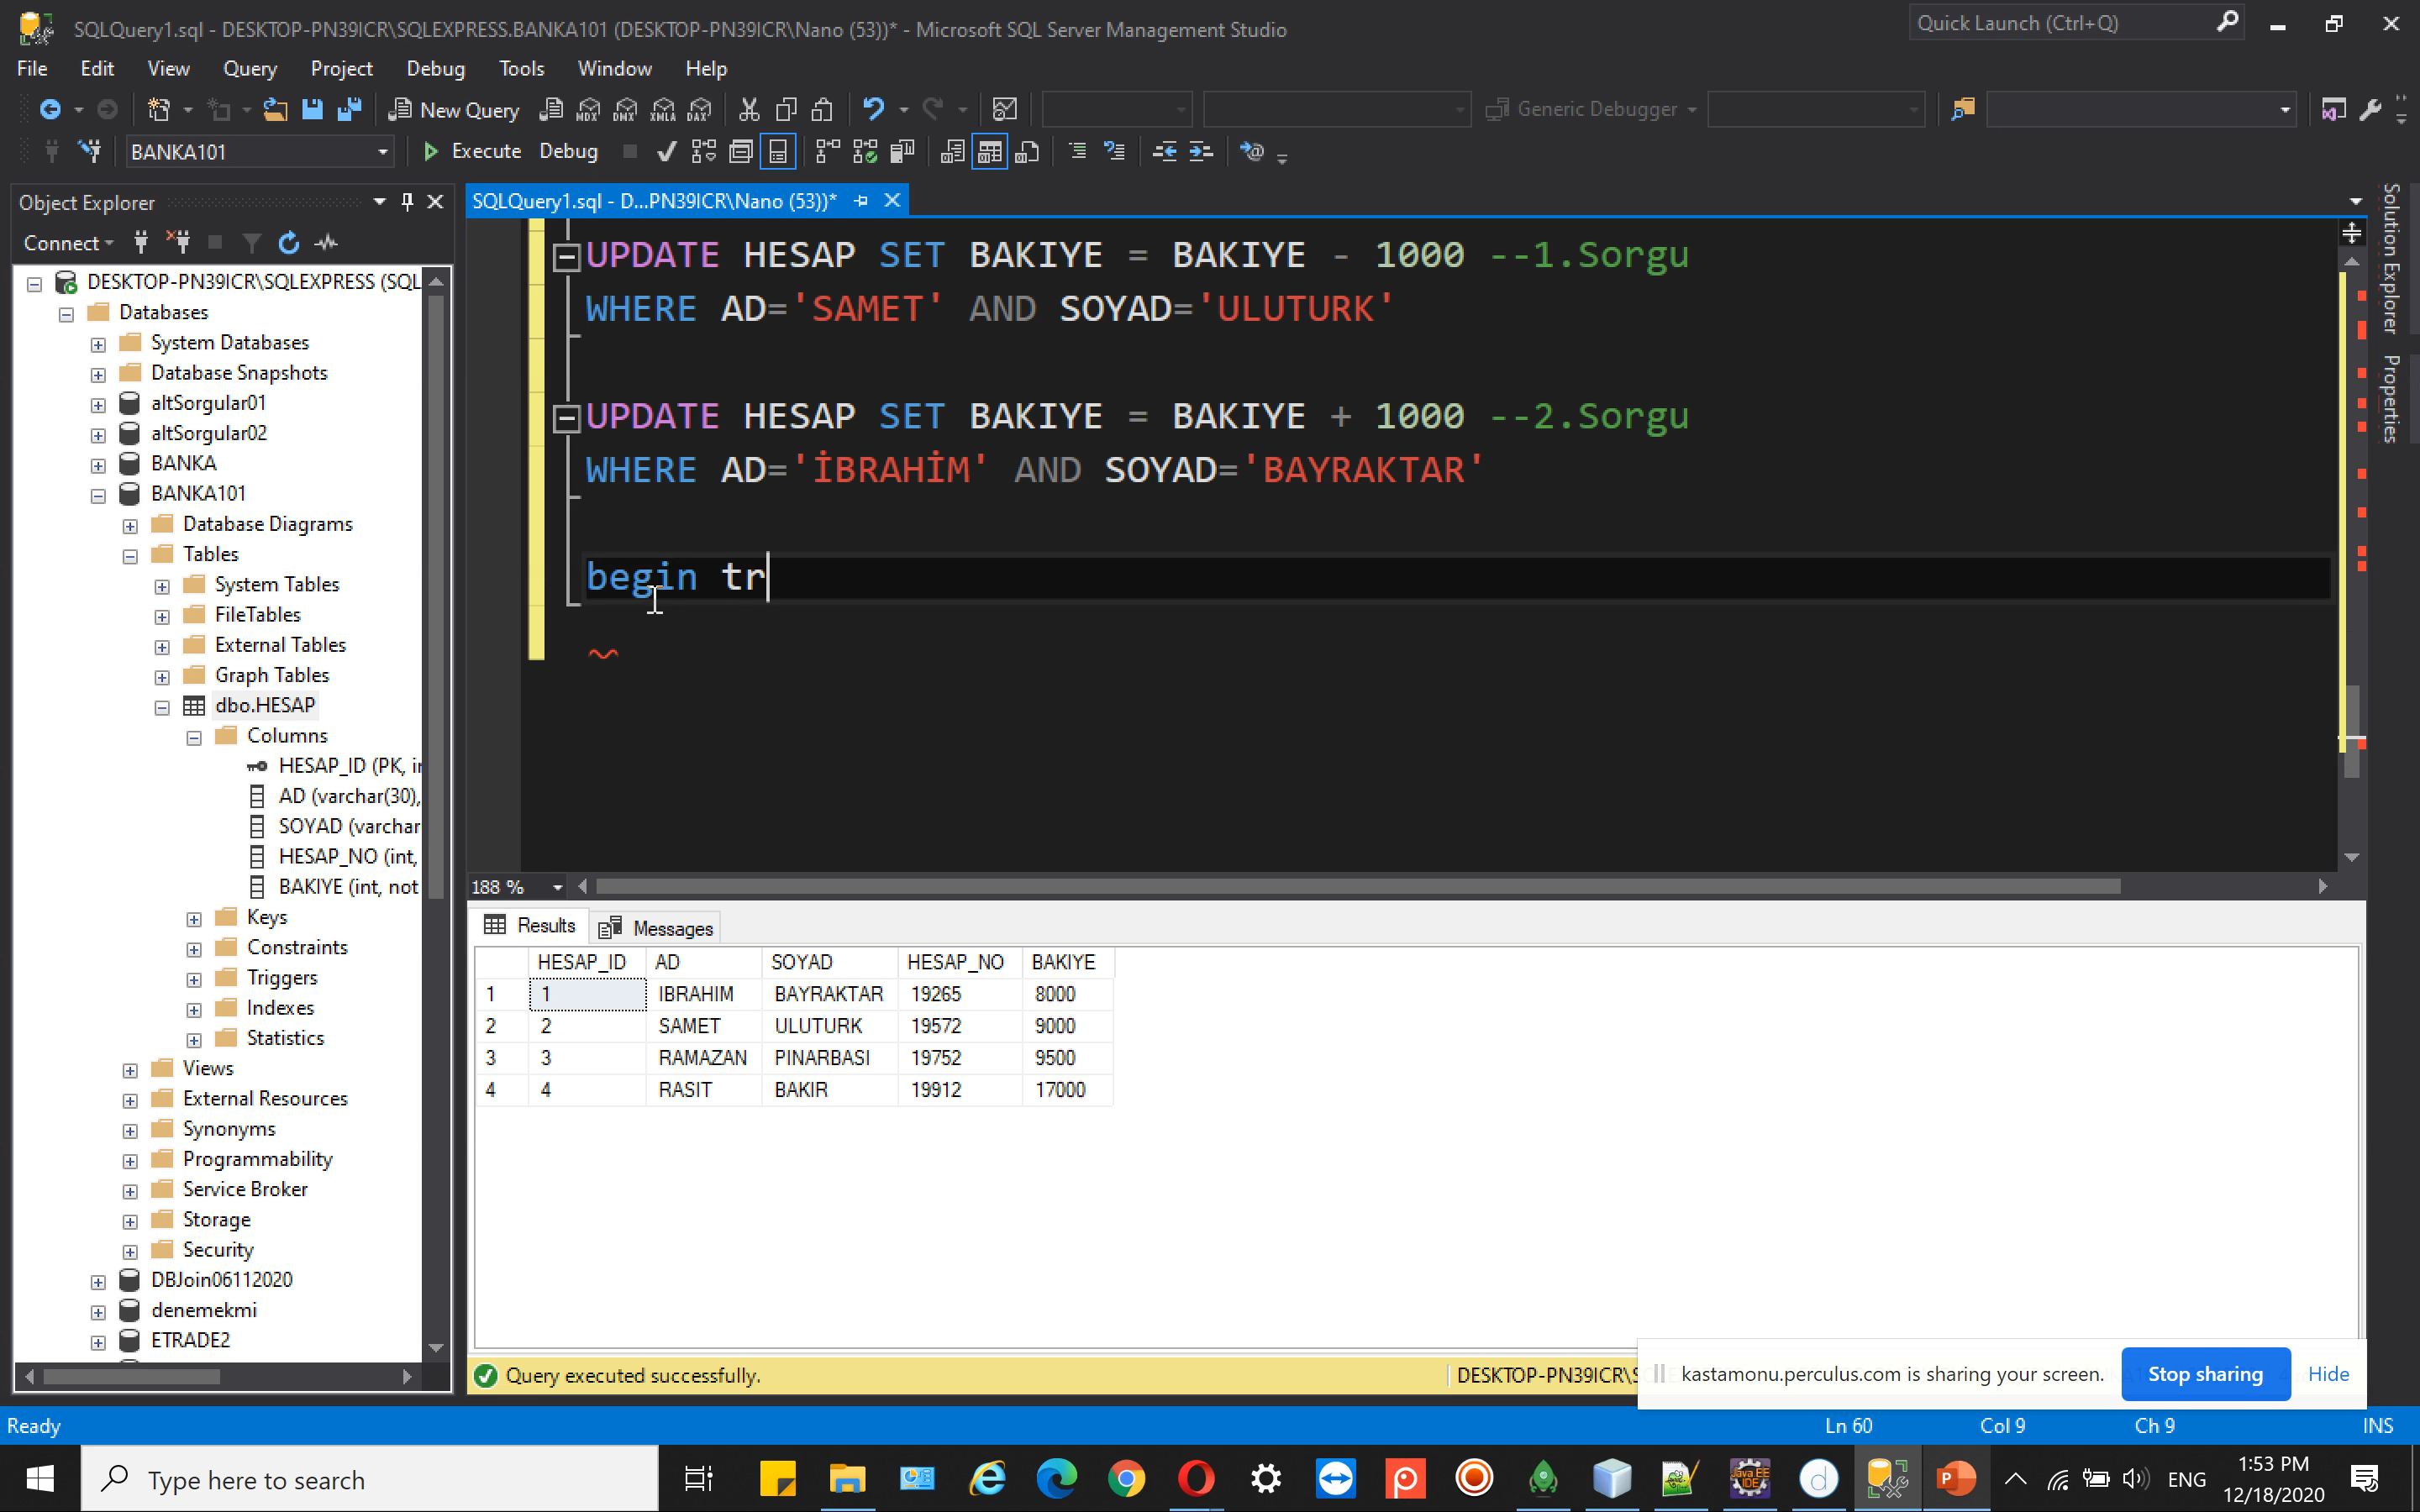 SQLQuery1.sql - DESKTOP-PN39ICR\SQLEXPRESS.BANKA101 (DESKTOP-PN39ICR\Nano (53))* - Microsoft SQL Server Management Studio
Quick Launch (Ctrl+Q)
File Edit View Query Project Debug Tools Window Help
New Query MDX DMX XMLA DAX Generic Debugger
BANKA101 Execute Debug
Object Explorer
Connect
DESKTOP-PN39ICR\SQLEXPRESS (SQL
Databases
System Databases
Database Snapshots
altSorgular01
altSorgular02
BANKA
BANKA101
Database Diagrams
Tables
System Tables
FileTables
External Tables
Graph Tables
dbo.HESAP
Columns
HESAP_ID (PK, in
AD (varchar(30),
SOYAD (varchar
HESAP_NO (int,
BAKIYE (int, not
Keys
Constraints
Triggers
Indexes
Statistics
Views
External Resources
Synonyms
Programmability
Service Broker
Storage
Security
DBJoin06112020
denemekmi
ETRADE2
SQLQuery1.sql - D...PN39ICR\Nano (53))*
UPDATE HESAP SET BAKIYE = BAKIYE - 1000 --1.Sorgu
WHERE AD='SAMET' AND SOYAD='ULUTURK'
UPDATE HESAP SET BAKIYE = BAKIYE + 1000 --2.Sorgu
WHERE AD='İBRAHİM' AND SOYAD='BAYRAKTAR'
begin tr
188 %
Solution Explorer
Properties
Results Messages
HESAP_ID AD SOYAD HESAP_NO BAKIYE
1 1 IBRAHIM BAYRAKTAR 19265 8000
2 2 SAMET ULUTURK 19572 9000
3 3 RAMAZAN PINARBASI 19752 9500
4 4 RASIT BAKIR 19912 17000
Query executed successfully.
DESKTOP-PN39ICR\S
kastamonu.perculus.com is sharing your screen. Stop sharing Hide
Ready Ln 60 Col 9 Ch 9 INS
Type here to search
Java EE
IDE
ENG
1:53 PM
12/18/2020